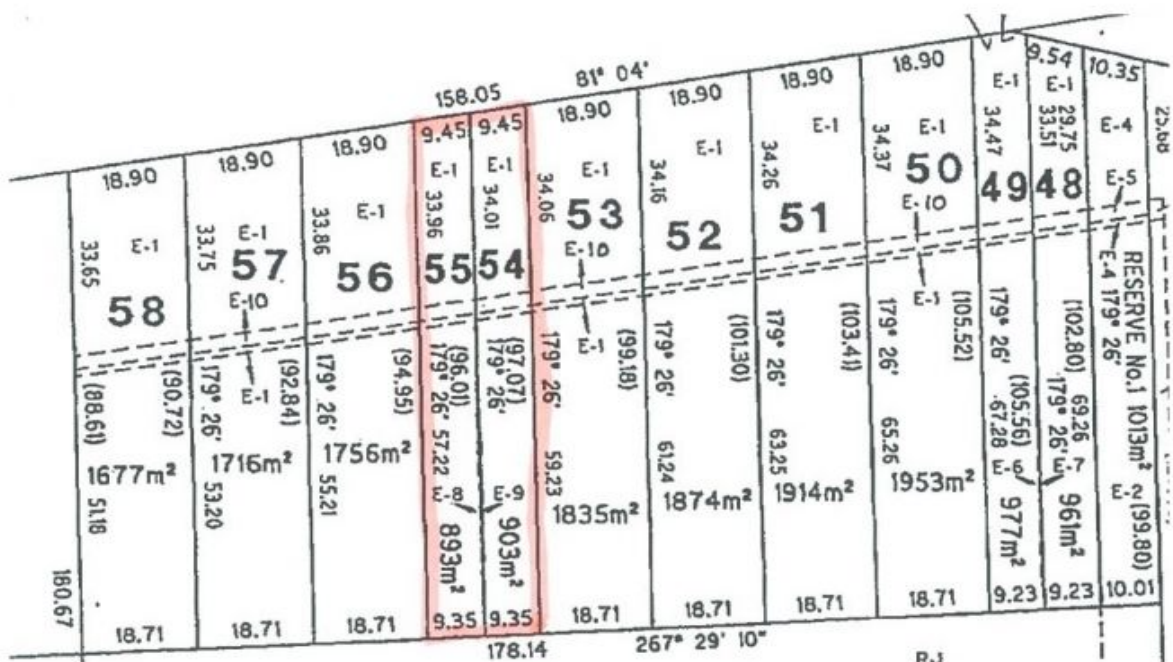 158.05
81° 04'
18.90
18.90
18.90
9.45
9.45
18.90
18.90
18.90
18.90
9.54
10.35
33.65
E-1
58
33.75
E-1
57
E-10
33.86
E-1
56
E-1
33.96
55
E-1
34.01
54
34.06
E-1
53
E-10
34.16
E-1
52
34.26
E-1
51
34.37
E-1
50
E-10
E-1
34.47
49
E-1
29.75
33.51
48
E-4
E-5
25.88
(88.61)
51.18
(90.72)
1677m²
179° 26'
53.20
E-1
(92.84)
1716m²
179° 26'
55.21
(94.95)
1756m²
(96.01)
179° 26'
57.22
E-8
893m²
(97.07)
179° 26'
E-9
903m²
179° 26'
59.23
E-1
(99.18)
1835m²
179° 26'
61.24
(101.30)
1874m²
179° 26'
63.25
(103.41)
1914m²
179° 26'
65.26
E-1
(105.52)
1953m²
179° 26'
(105.56)
67.28
E-6
977m²
(102.80)
179° 26'
69.26
E-7
961m²
E-4
179° 26'
RESERVE No.1 1013m²
E-2
(99.80)
180.67
18.71
18.71
18.71
9.35
9.35
18.71
18.71
18.71
18.71
9.23
9.23
10.01
178.14
267° 29' 10"
R-1